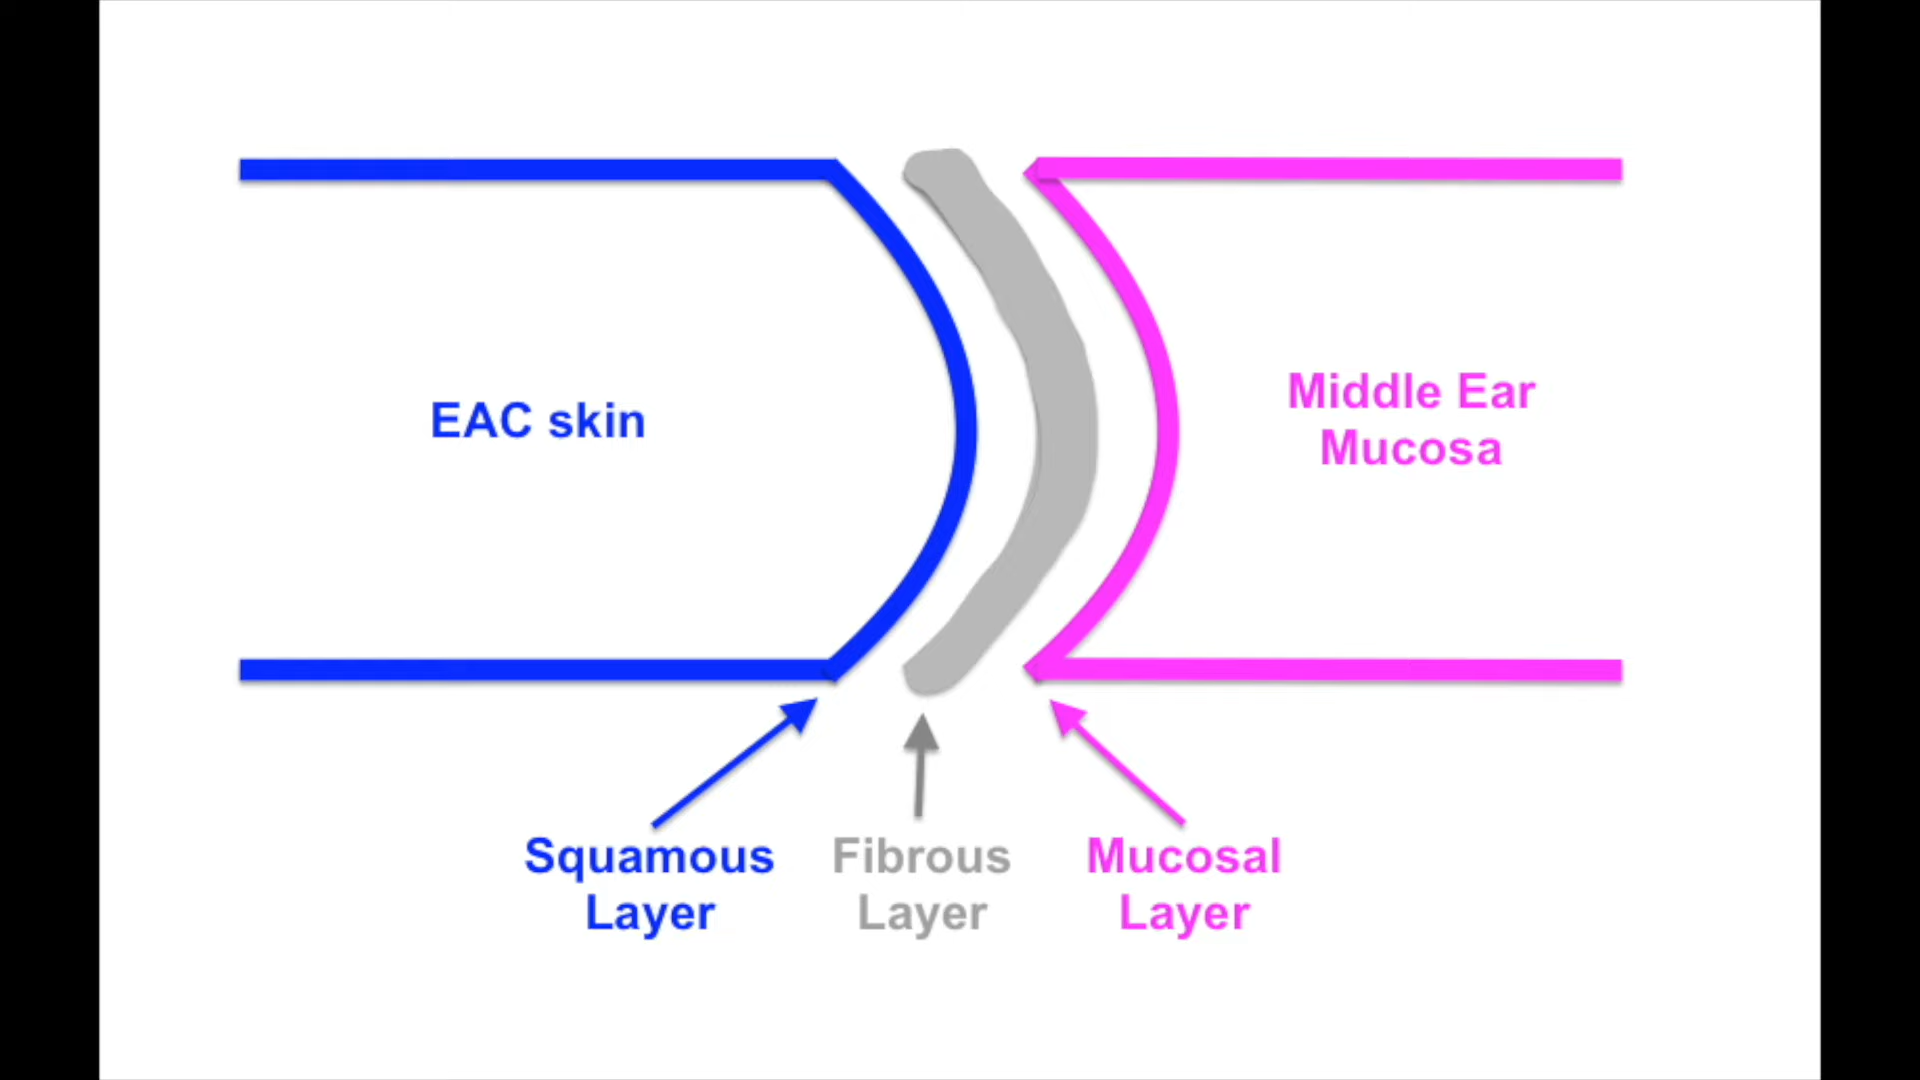 EAC skin
Middle Ear
Mucosa
Squamous
Layer
Fibrous
Layer
Mucosal
Layer